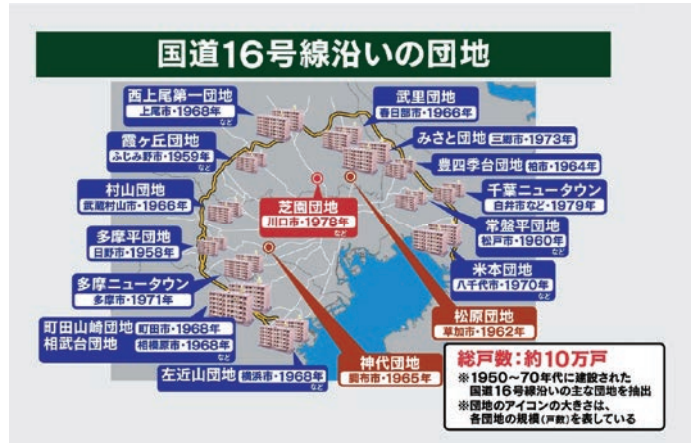 国道16号線沿いの団地
西上尾第一団地
上尾市・1968年
など
霞ヶ丘団地
ふじみ野市・1959年
など
村山団地
武蔵村山市・1966年
多摩平団地
日野市・1958年
多摩ニュータウン
多摩市・1971年
町田山崎団地 町田市・1968年
相武台団地 相模原市・1968年
など
左近山団地 横浜市・1968年
など
武里団地
春日部市・1966年
みさと団地 三郷市・1973年
豊四季台団地 柏市・1964年
千葉ニュータウン
白井市など・1979年
常盤平団地
松戸市・1960年
など
米本団地
八千代市・1970年
など
芝園団地
川口市・1978年
など
松原団地
草加市・1962年
神代団地
調布市・1965年
総戸数：約10万戸
※1950〜70年代に建設された
国道16号線沿いの主な団地を抽出
※団地のアイコンの大きさは、
各団地の規模(戸数)を表している